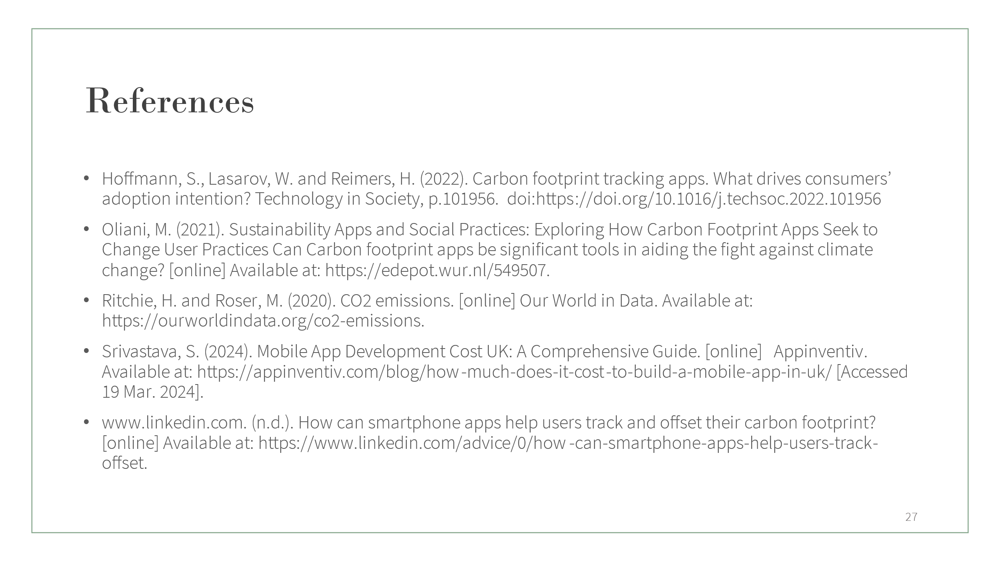 References
• Hoffmann, S., Lasarov, W. and Reimers, H. (2022). Carbon footprint tracking apps. What drives consumers’
adoption intention? Technology in Society, p.101956.  doi:https://doi.org/10.1016/j.techsoc.2022.101956
• Oliani, M. (2021). Sustainability Apps and Social Practices: Exploring How Carbon Footprint Apps Seek to
Change User Practices Can Carbon footprint apps be significant tools in aiding the fight against climate
change? [online] Available at: https://edepot.wur.nl/549507.
• Ritchie, H. and Roser, M. (2020). CO2 emissions. [online] Our World in Data. Available at:
https://ourworldindata.org/co2-emissions.
• Srivastava, S. (2024). Mobile App Development Cost UK: A Comprehensive Guide. [online]   Appinventiv.
Available at: https://appinventiv.com/blog/how-much-does-it-cost-to-build-a-mobile-app-in-uk/ [Accessed
19 Mar. 2024].
• www.linkedin.com. (n.d.). How can smartphone apps help users track and offset their carbon footprint?
[online] Available at: https://www.linkedin.com/advice/0/how-can-smartphone-apps-help-users-track-
offset.
27